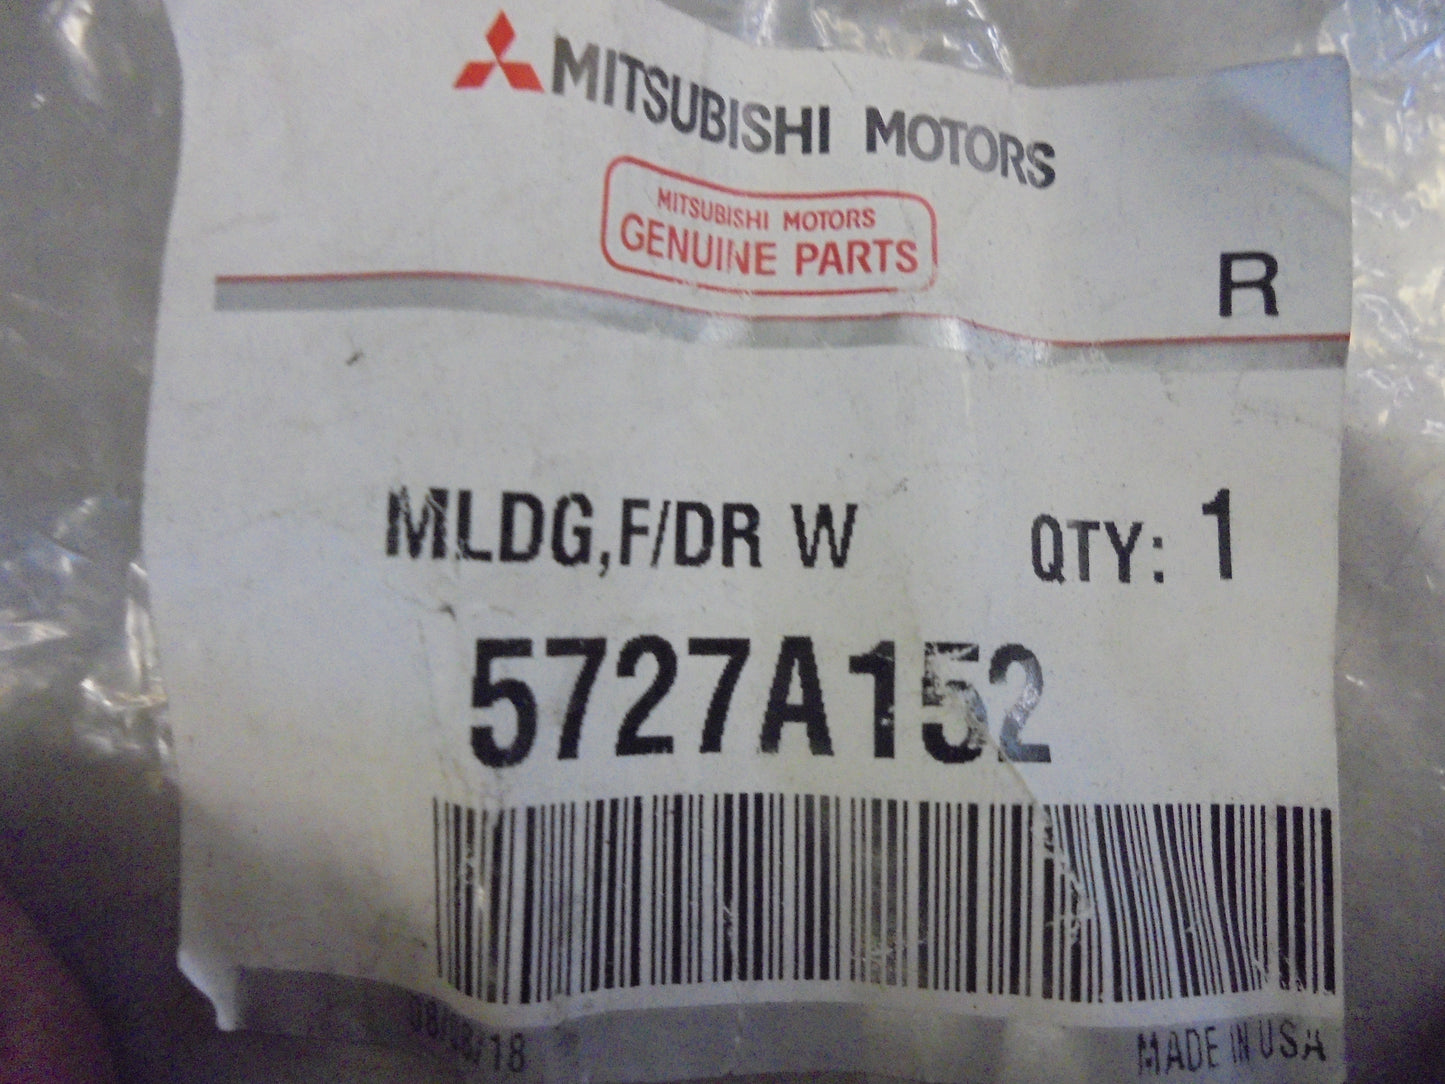 MITSUBISHI MOTORS
MITSUBISHI MOTORS
GENUINE PARTS
R
MLDG,F/DR W QTY: 1
5727A152
MADE IN USA